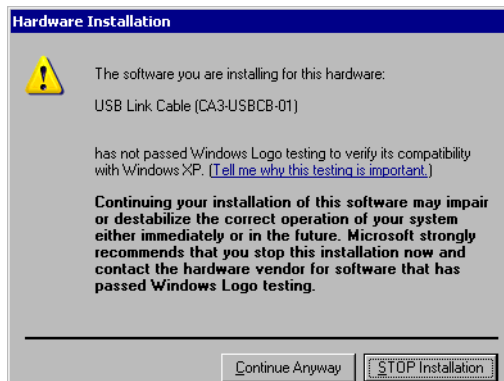 Hardware Installation
The software you are installing for this hardware:
USB Link Cable (CA3-USBCB-01)
has not passed Windows Logo testing to verify its compatibility
with Windows XP. (Tell me why this testing is important.)
Continuing your installation of this software may impair
or destabilize the correct operation of your system
either immediately or in the future. Microsoft strongly
recommends that you stop this installation now and
contact the hardware vendor for software that has
passed Windows Logo testing.
Continue Anyway
STOP Installation